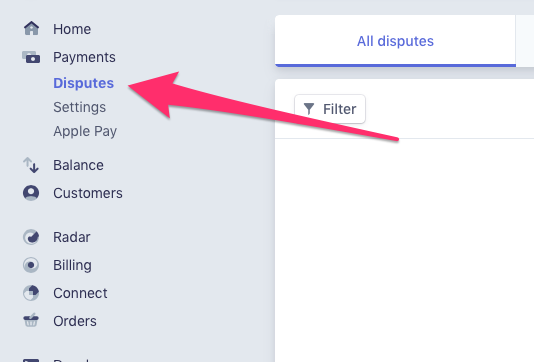 Home
Payments
Disputes
Settings
Apple Pay
Balance
Customers
Radar
Billing
Connect
Orders
All disputes
Filter